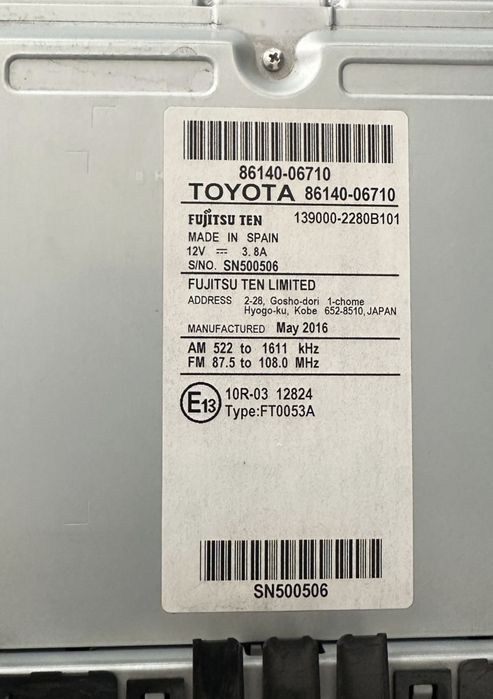 86140-06710
TOYOTA 86140-06710
FUJITSU TEN 139000-2280B101
MADE IN SPAIN
12V ⎓ 3.8A
S/NO. SN500506
FUJITSU TEN LIMITED
ADDRESS 2-28, Gosho-dori 1-chome
Hyogo-ku, Kobe 652-8510, JAPAN
MANUFACTURED May 2016
AM 522 to 1611 kHz
FM 87.5 to 108.0 MHz
E13 10R-03 12824
Type:FT0053A
SN500506